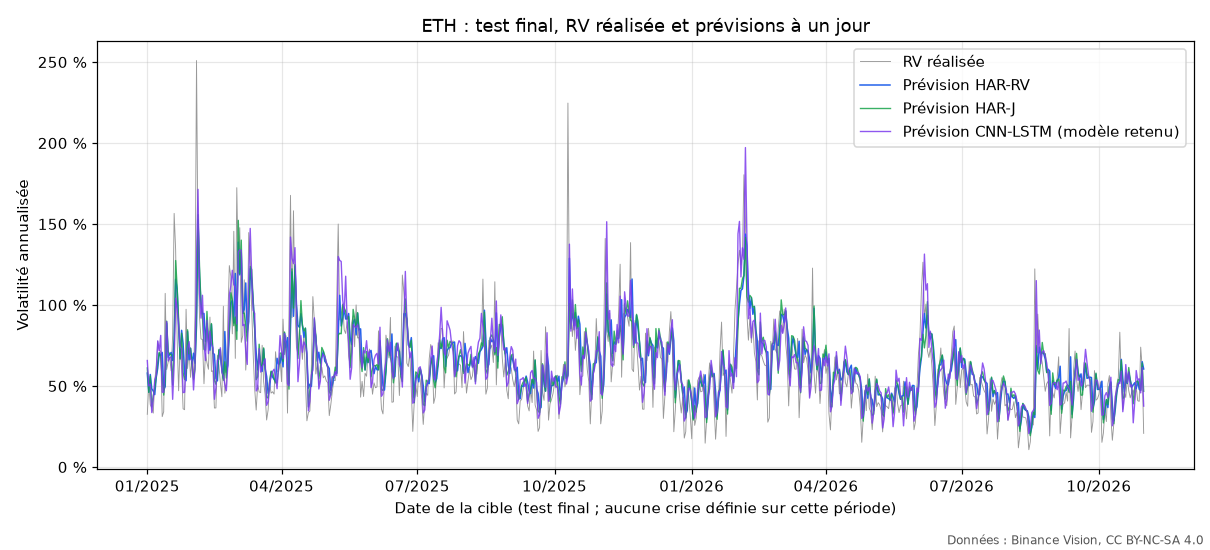 ETH : test final, RV réalisée et prévisions à un jour
RV réalisée
Prévision HAR-RV
Prévision HAR-J
Prévision CNN-LSTM (modèle retenu)
Volatilité annualisée
250 %
200 %
150 %
100 %
50 %
0 %
01/2025 04/2025 07/2025 10/2025 01/2026 04/2026 07/2026 10/2026
Date de la cible (test final ; aucune crise définie sur cette période)
Données : Binance Vision, CC BY-NC-SA 4.0